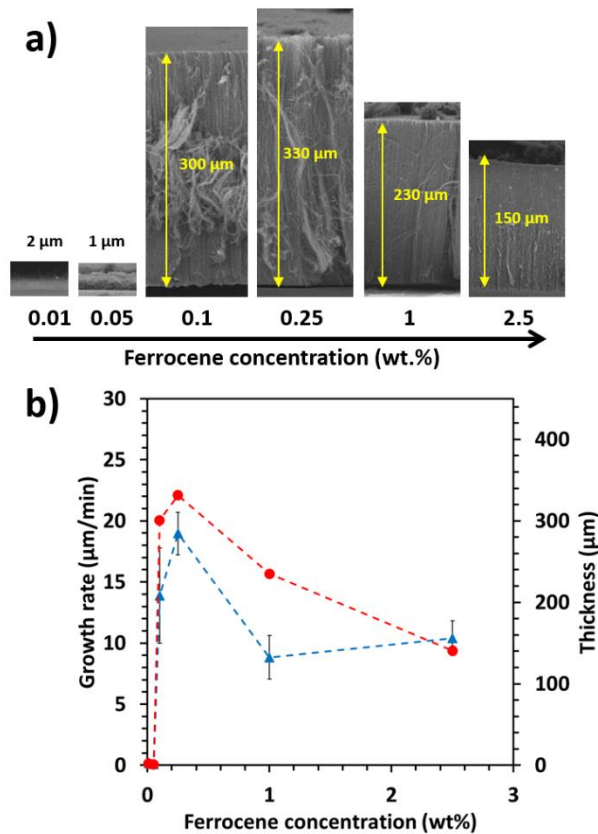 a)
300 µm
330 µm
230 µm
150 µm
2 µm
1 µm
0.01 0.05 0.1 0.25 1 2.5
Ferrocene concentration (wt.%)
b)
30
25
20
15
10
5
0
Growth rate (µm/min)
400
300
200
100
0
Thickness (µm)
0 1 2 3
Ferrocene concentration (wt%)